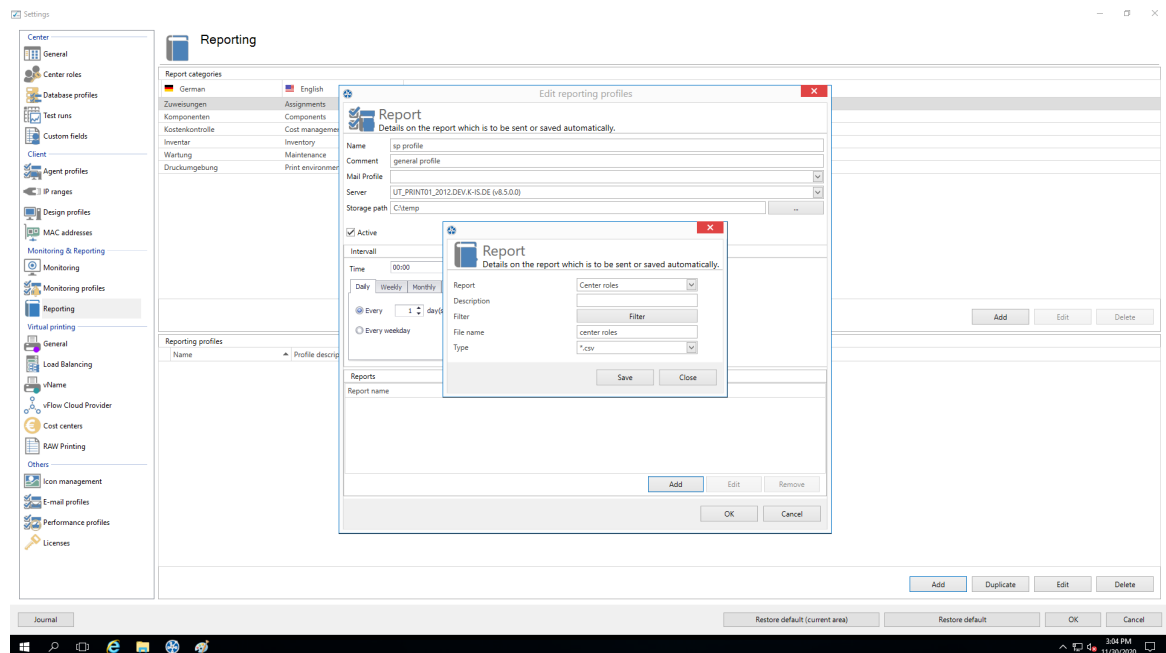 Settings
Center
General
Center roles
Database profiles
Test runs
Custom fields
Client
Agent profiles
IP ranges
Design profiles
MAC addresses
Monitoring & Reporting
Monitoring
Monitoring profiles
Reporting
Virtual printing
General
Load Balancing
vName
vFlow Cloud Provider
Cost centers
RAW Printing
Others
Icon management
E-mail profiles
Performance profiles
Licenses
Reporting
Report categories
German English
Zuweisungen Assignments
Komponenten Components
Kostenkontrolle Cost manageme
Inventar Inventory
Wartung Maintenance
Druckumgebung Print environmer
Add Edit Delete
Reporting profiles
Name Profile descrip
Edit reporting profiles
Report
Details on the report which is to be sent or saved automatically.
Name sp profile
Comment general profile
Mail Profile
Server UT_PRINT01_2012.DEV.K-IS.DE (v8.5.0.0)
Storage path C:\temp ...
Active
Intervall
Time 00:00
Daily Weekly Monthly
Every 1 day(s
Every weekday
Reports
Report name
Add Edit Remove
OK Cancel
Report
Details on the report which is to be sent or saved automatically.
Report Center roles
Description
Filter Filter
File name center roles
Type *.csv
Save Close
Add Duplicate Edit Delete
Journal Restore default (current area) Restore default OK Cancel
3:04 PM
11/30/2020